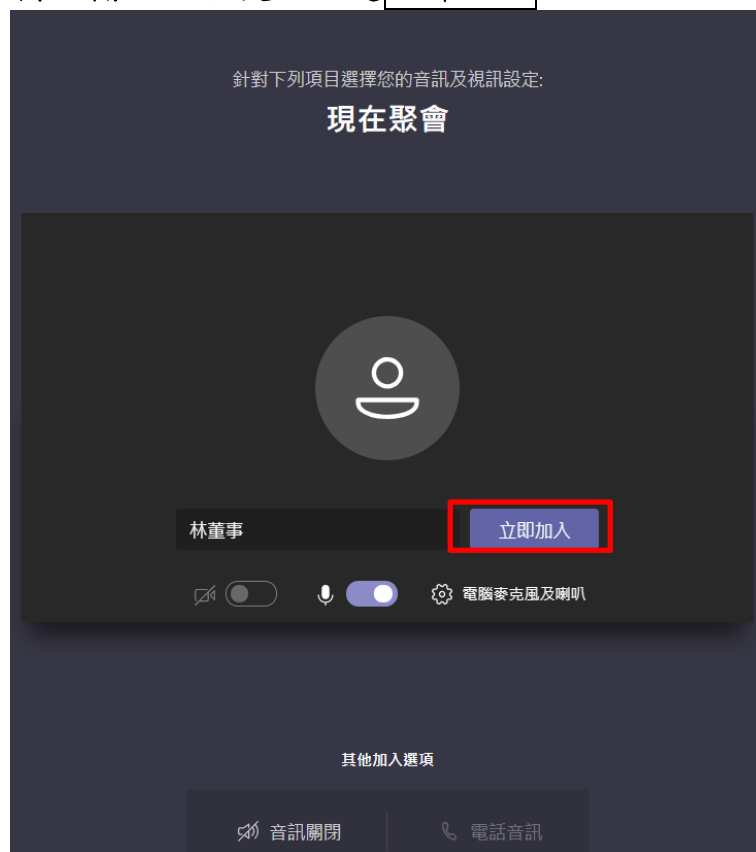 針對下列項目選擇您的音訊及視訊設定:
現在聚會
林董事
立即加入
電腦麥克風及喇叭
其他加入選項
音訊關閉
電話音訊